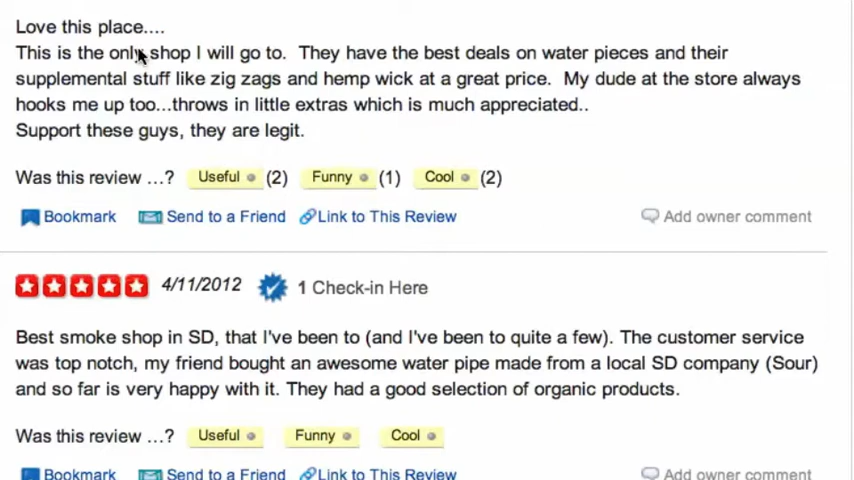 Love this place....
This is the only shop I will go to. They have the best deals on water pieces and their
supplemental stuff like zig zags and hemp wick at a great price. My dude at the store always
hooks me up too...throws in little extras which is much appreciated..
Support these guys, they are legit.
Was this review …? Useful (2) Funny (1) Cool (2)
Bookmark Send to a Friend Link to This Review Add owner comment
4/11/2012 1 Check-in Here
Best smoke shop in SD, that I've been to (and I've been to quite a few). The customer service
was top notch, my friend bought an awesome water pipe made from a local SD company (Sour)
and so far is very happy with it. They had a good selection of organic products.
Was this review …? Useful Funny Cool
Bookmark Send to a Friend Link to This Review Add owner comment